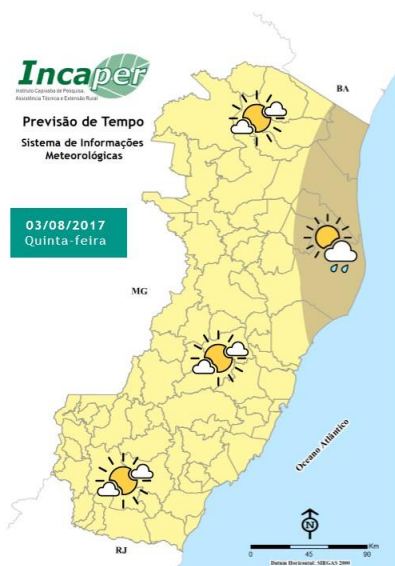 Incaper
Instituto Capixaba de Pesquisa,
Assistência Técnica e Extensão Rural
Previsão de Tempo
Sistema de Informações
Meteorológicas
03/08/2017
Quinta-feira
BA
MG
Oceano Atlântico
RJ
N
Km
0 45 90
Datum Horizontal: SIRGAS 2000